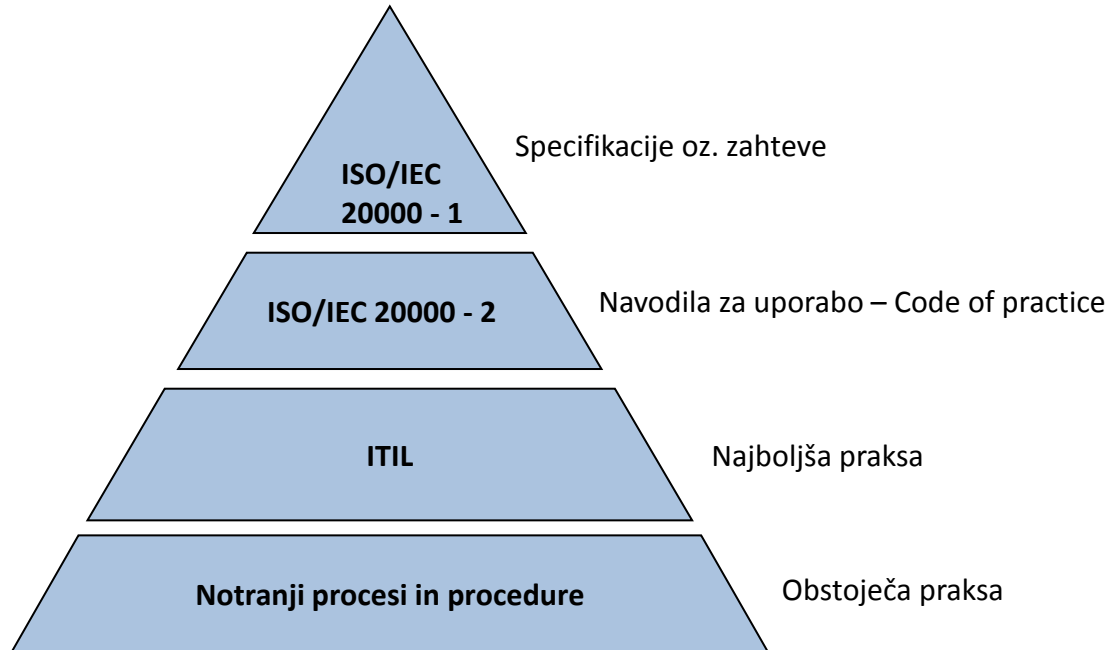 Specifikacije oz. zahteve
ISO/IEC
20000 - 1
Navodila za uporabo – Code of practice
ISO/IEC 20000 - 2
ITIL
Najboljša praksa
Notranji procesi in procedure
Obstoječa praksa